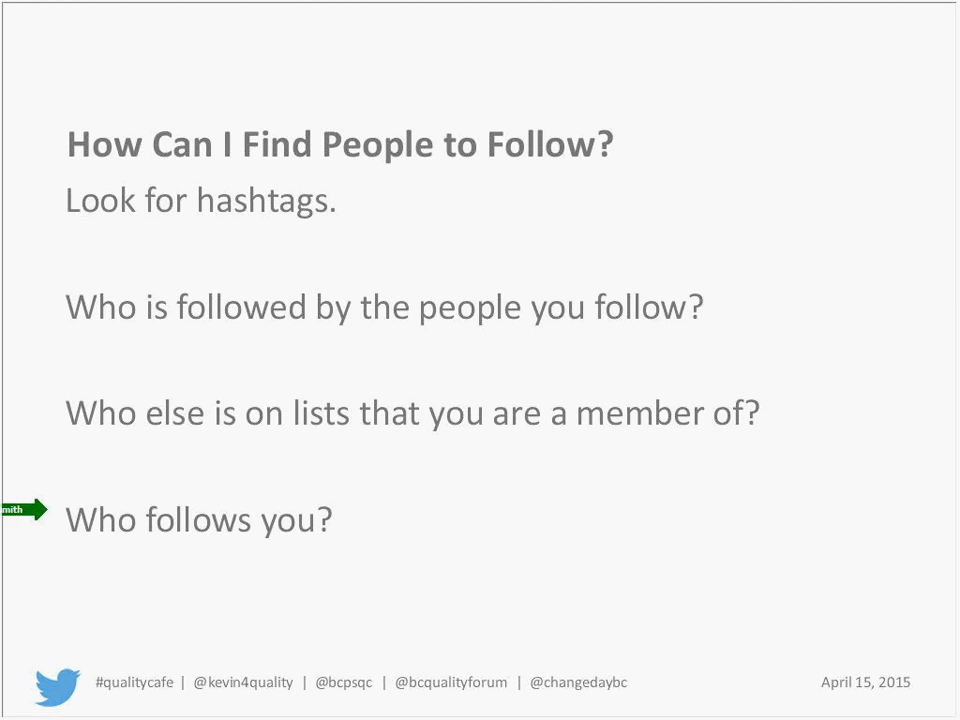 How Can I Find People to Follow?
Look for hashtags.
Who is followed by the people you follow?
Who else is on lists that you are a member of?
mith
Who follows you?
#qualitycafe | @kevin4quality | @bcpsqc | @bcqualityforum | @changedaybc April 15, 2015